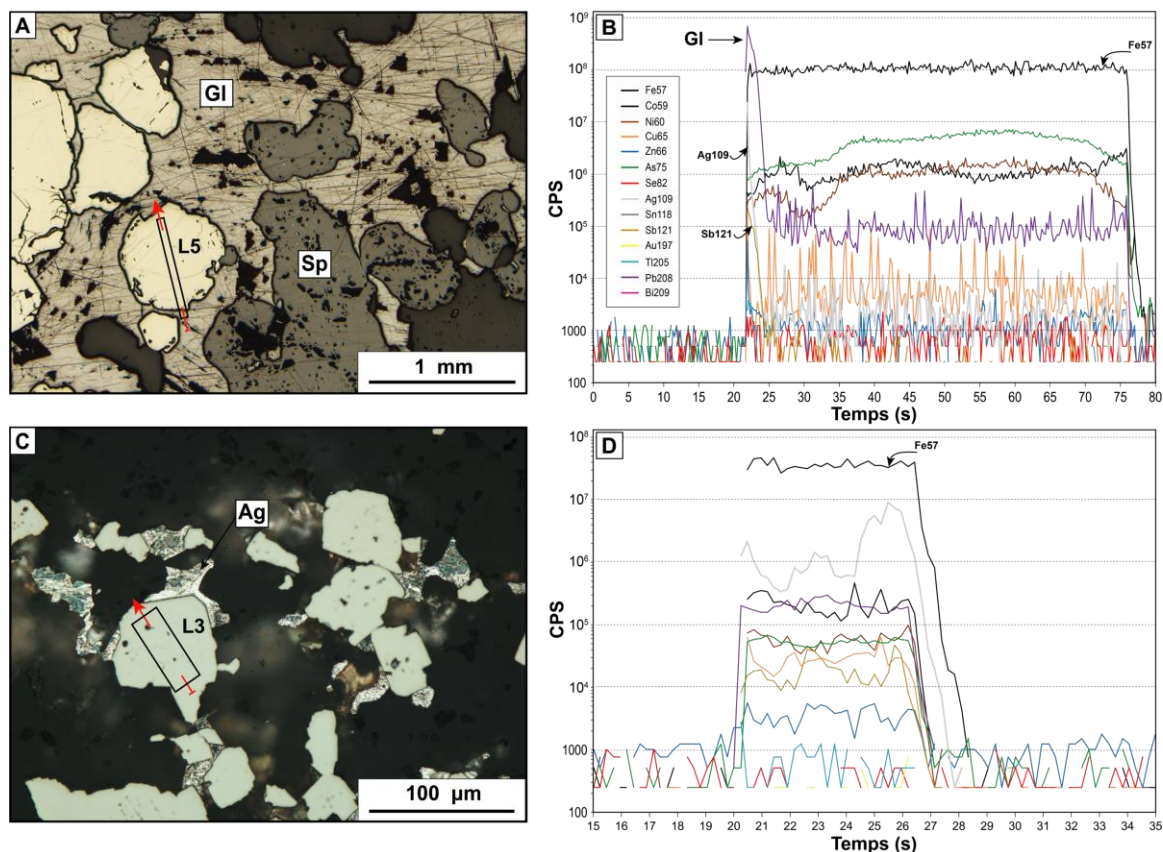 A
Gl
L5
Sp
1 mm
B
10⁹
10⁸
10⁷
10⁶
10⁵
10⁴
1000
100
CPS
Gl
Fe57
Ag109
Sb121
Fe57
Co59
Ni60
Cu65
Zn66
As75
Se82
Ag109
Sn118
Sb121
Au197
Tl205
Pb208
Bi209
0 5 10 15 20 25 30 35 40 45 50 55 60 65 70 75 80
Temps (s)
C
Ag
L3
100 µm
D
10⁸
10⁷
10⁶
10⁵
10⁴
1000
100
CPS
Fe57
15 16 17 18 19 20 21 22 23 24 25 26 27 28 29 30 31 32 33 34 35
Temps (s)